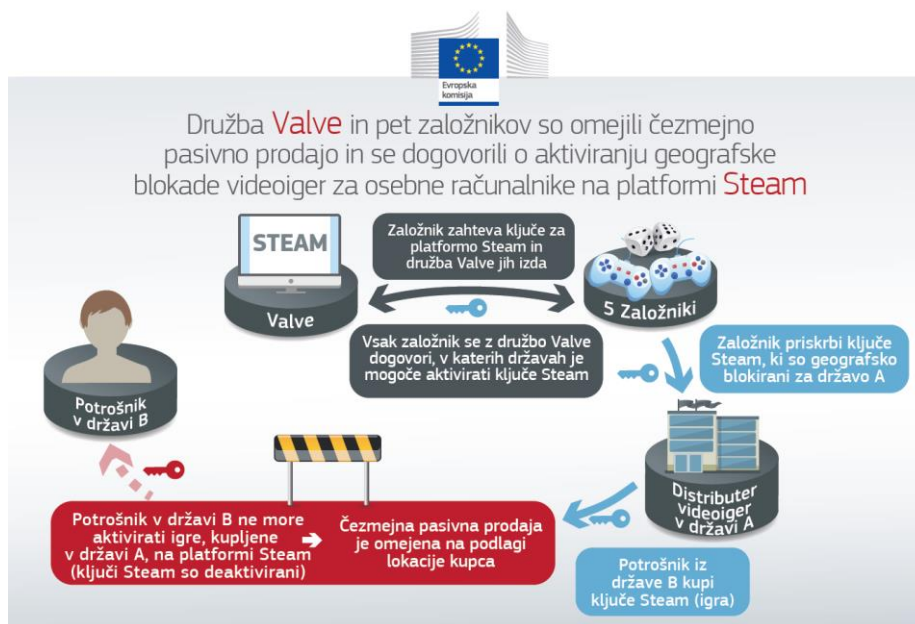 Evropska
komisija
Družba Valve in pet založnikov so omejili čezmejno
pasivno prodajo in se dogovorili o aktiviranju geografske
blokade videoiger za osebne računalnike na platformi Steam
STEAM
Valve
Založnik zahteva ključe za
platformo Steam in
družba Valve jih izda
5 Založniki
Vsak založnik se z družbo Valve
dogovori, v katerih državah je
mogoče aktivirati ključe Steam
Založnik priskrbi ključe
Steam, ki so geografsko
blokirani za državo A
Potrošnik
v državi B
Distributer
videoiger
v državi A
Potrošnik v državi B ne more
aktivirati igre, kupljene
v državi A, na platformi Steam
(ključi Steam so deaktivirani)
Čezmejna pasivna prodaja
je omejena na podlagi
lokacije kupca
Potrošnik iz
države B kupi
ključe Steam (igra)